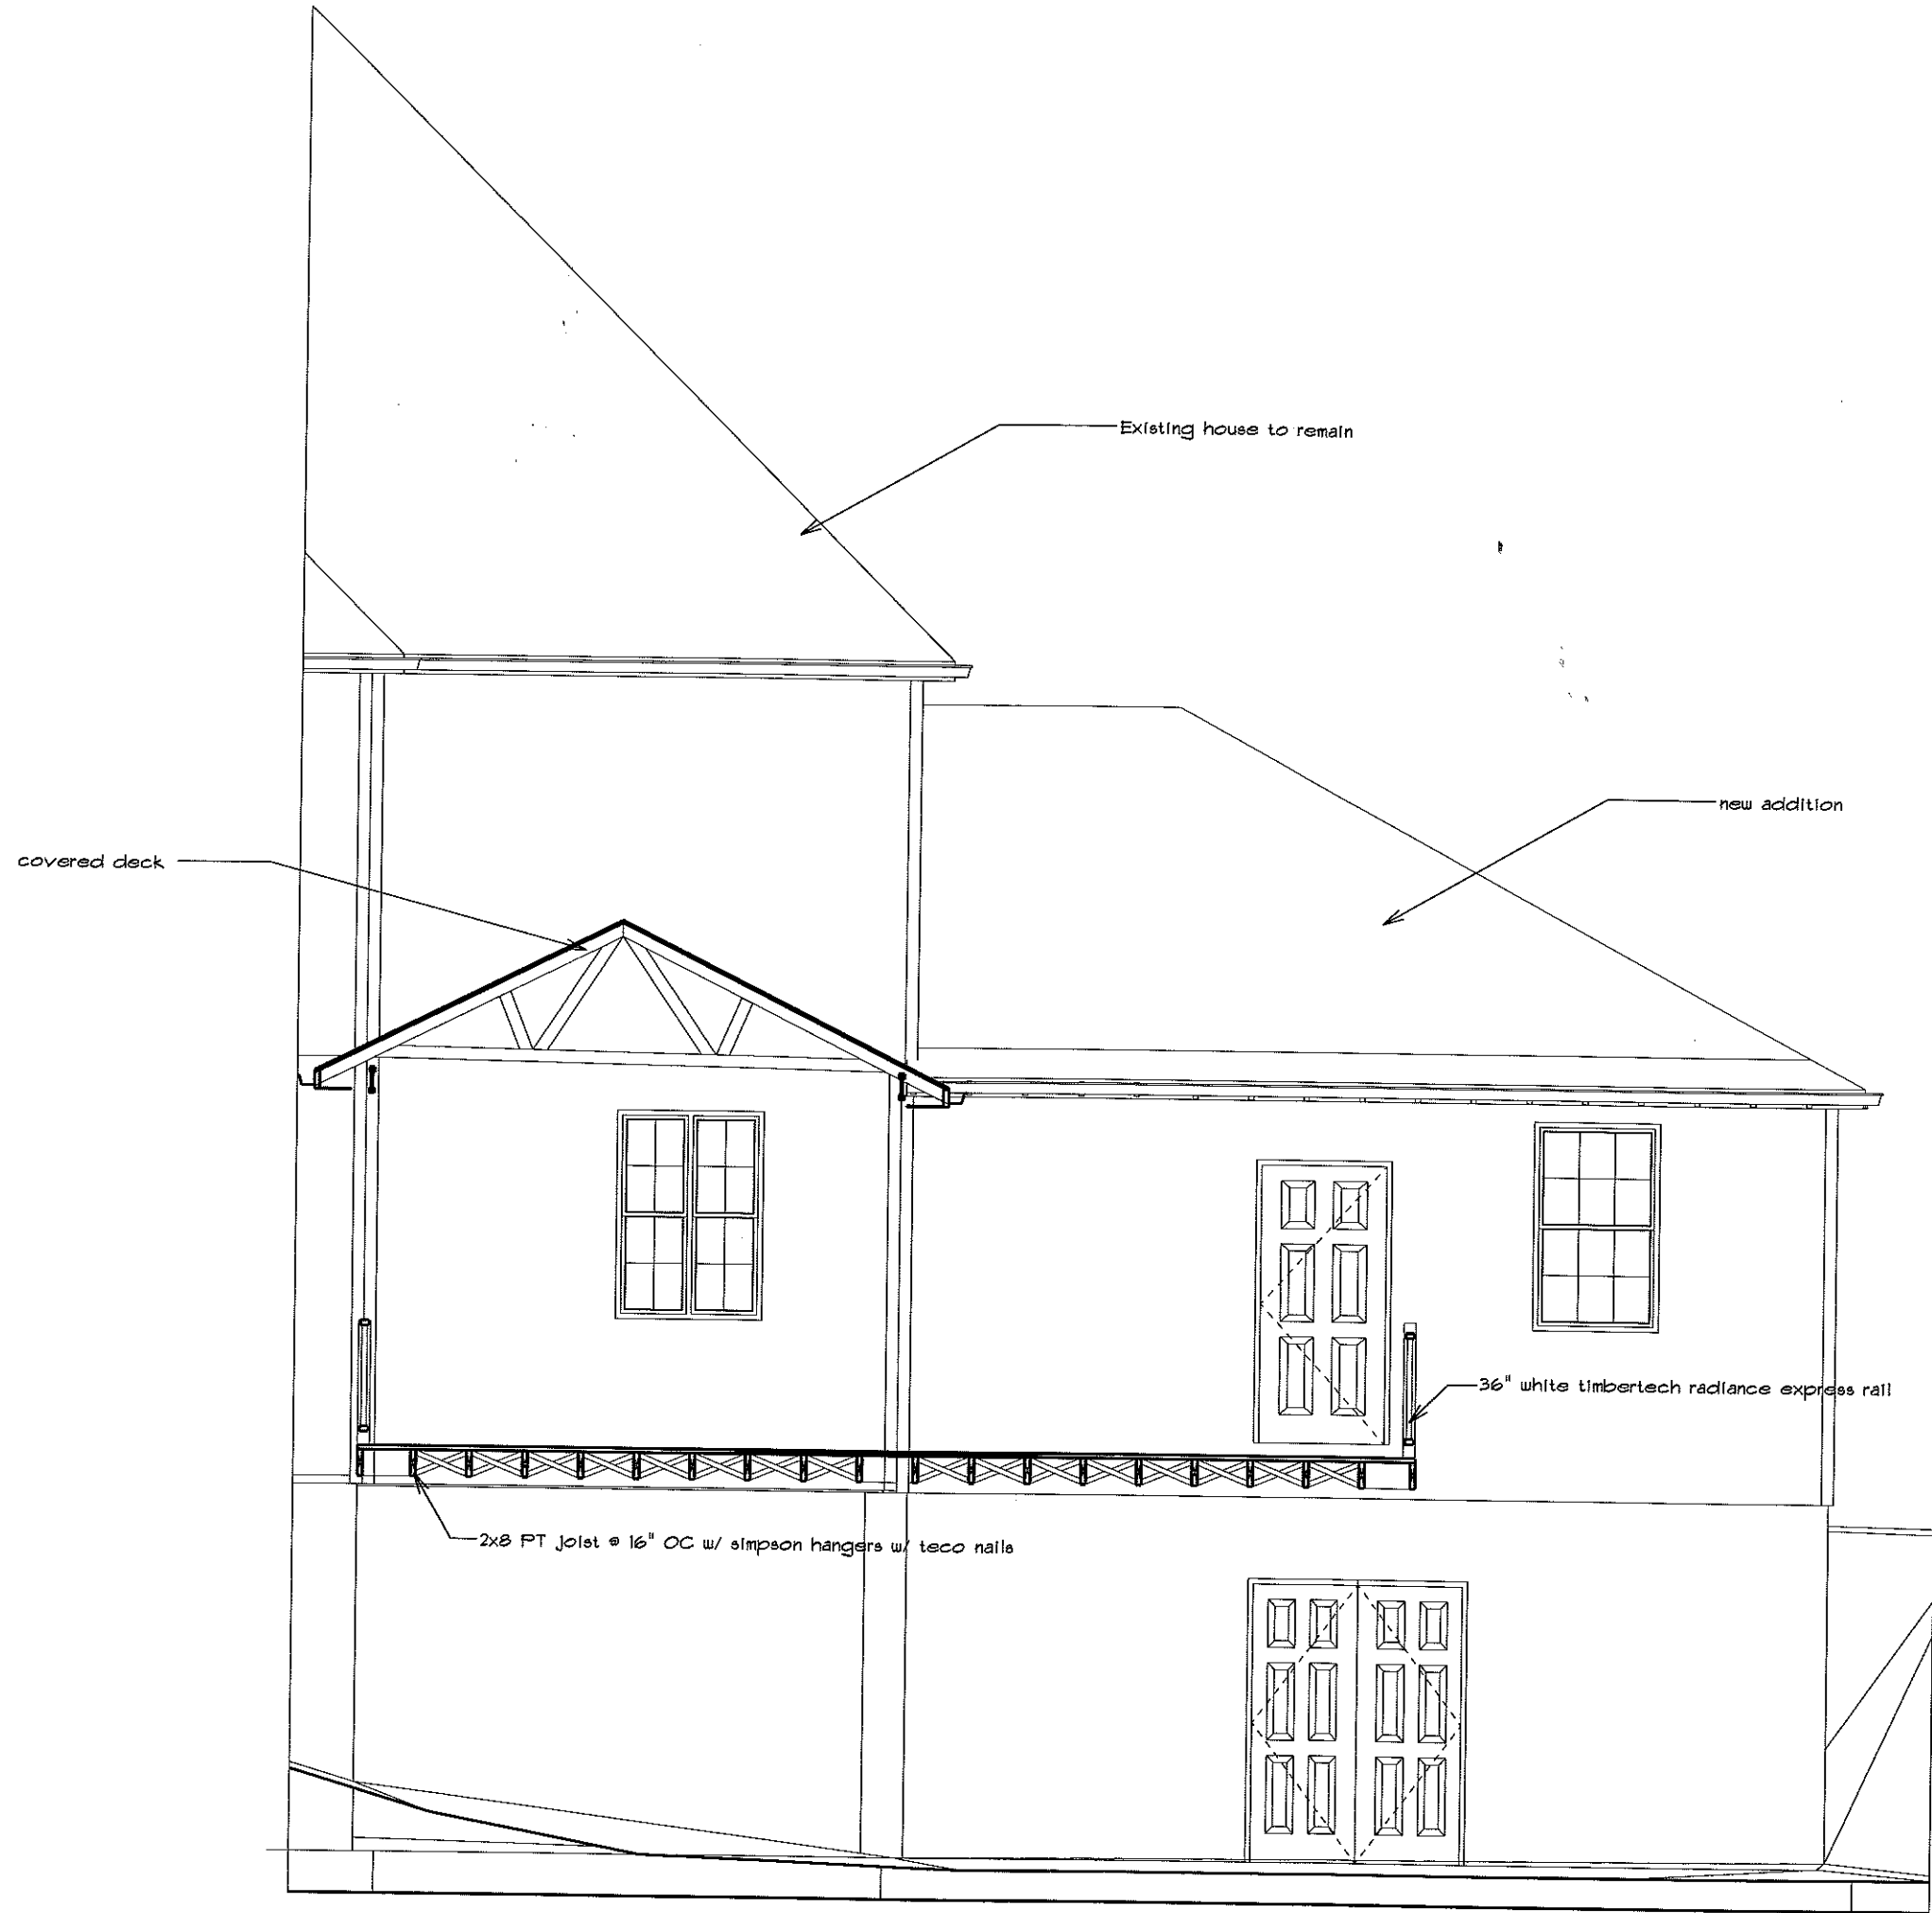 Existing house to remain
new addition
covered deck
36" white timbertech radiance express rail
2x8 PT joist @ 16" OC w/ simpson hangers w/ teco nails